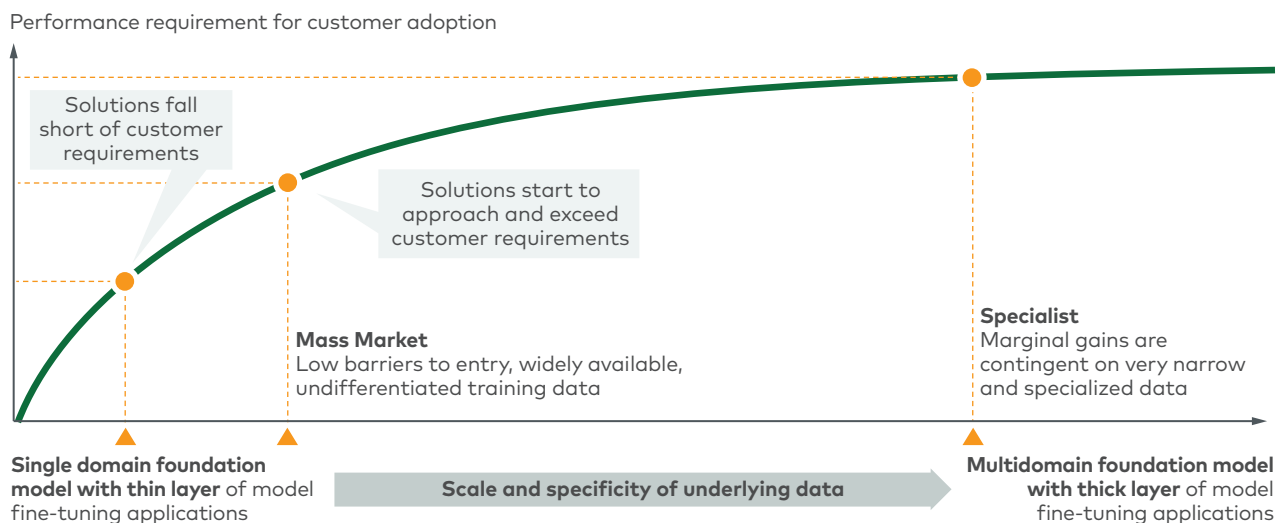 Performance requirement for customer adoption
Solutions fall
short of customer
requirements
Solutions start to
approach and exceed
customer requirements
Mass Market
Low barriers to entry, widely available,
undifferentiated training data
Specialist
Marginal gains are
contingent on very narrow
and specialized data
Single domain foundation
model with thin layer of model
fine-tuning applications
Scale and specificity of underlying data
Multidomain foundation model
with thick layer of model
fine-tuning applications